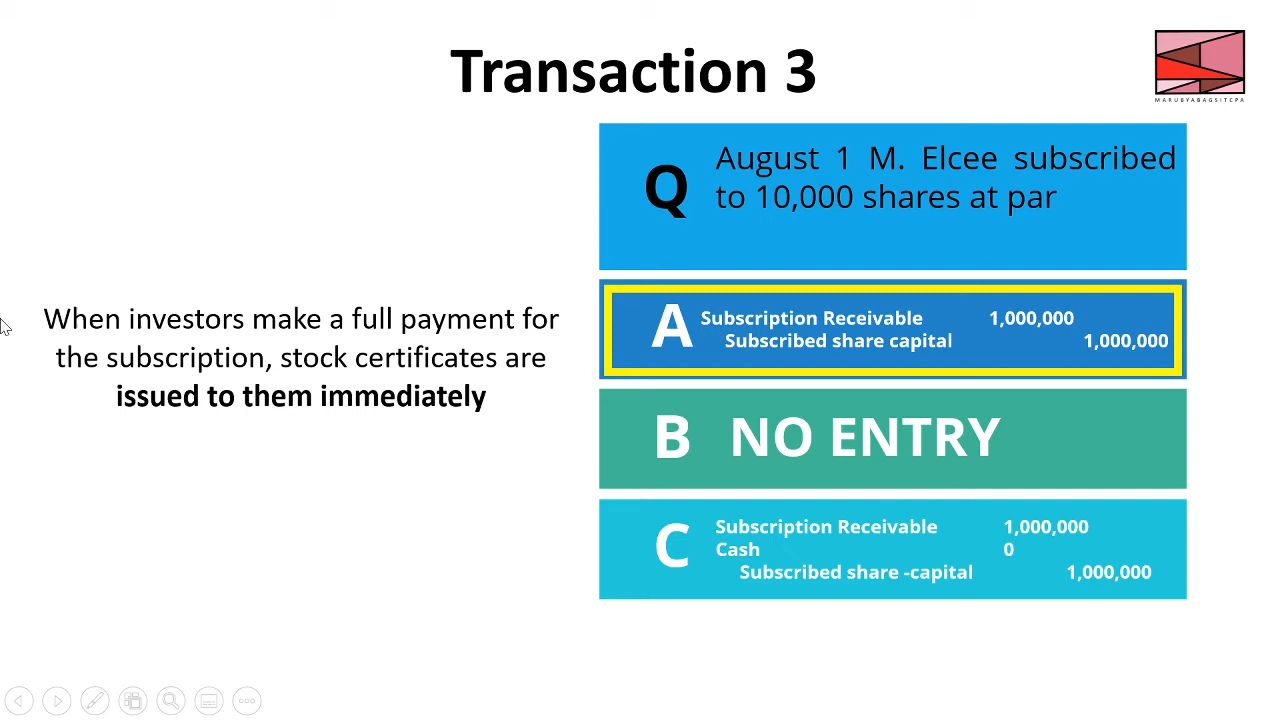 Transaction 3
MARUBYABAGSITCPA
Q
August 1 M. Elcee subscribed
to 10,000 shares at par
When investors make a full payment for
the subscription, stock certificates are
issued to them immediately
A
Subscription Receivable 1,000,000
Subscribed share capital 1,000,000
B NO ENTRY
C
Subscription Receivable 1,000,000
Cash 0
Subscribed share -capital 1,000,000